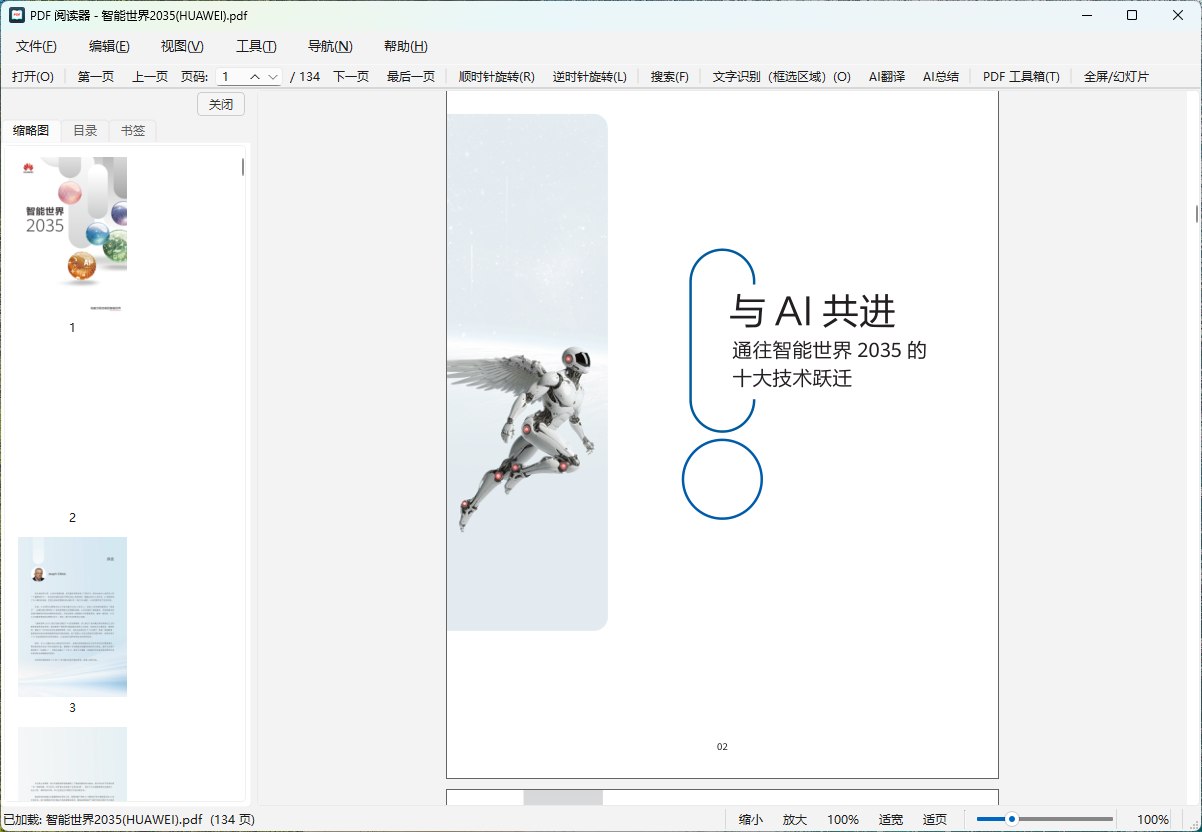 PDF 阅读器 - 智能世界2035(HUAWEI).pdf
文件(F) 编辑(E) 视图(V) 工具(T) 导航(N) 帮助(H)
打开(O) 第一页 上一页 页码: 1 / 134 下一页 最后一页 顺时针旋转(R) 逆时针旋转(L) 搜索(F) 文字识别（框选区域）(O) AI翻译 AI总结 PDF 工具箱(T) 全屏/幻灯片
关闭
缩略图 目录 书签
智能世界
2035
1
2
3
与 AI 共进
通往智能世界 2035 的
十大技术跃迁
02
已加载: 智能世界2035(HUAWEI).pdf (134 页)
缩小 放大 100% 适宽 适页 100%